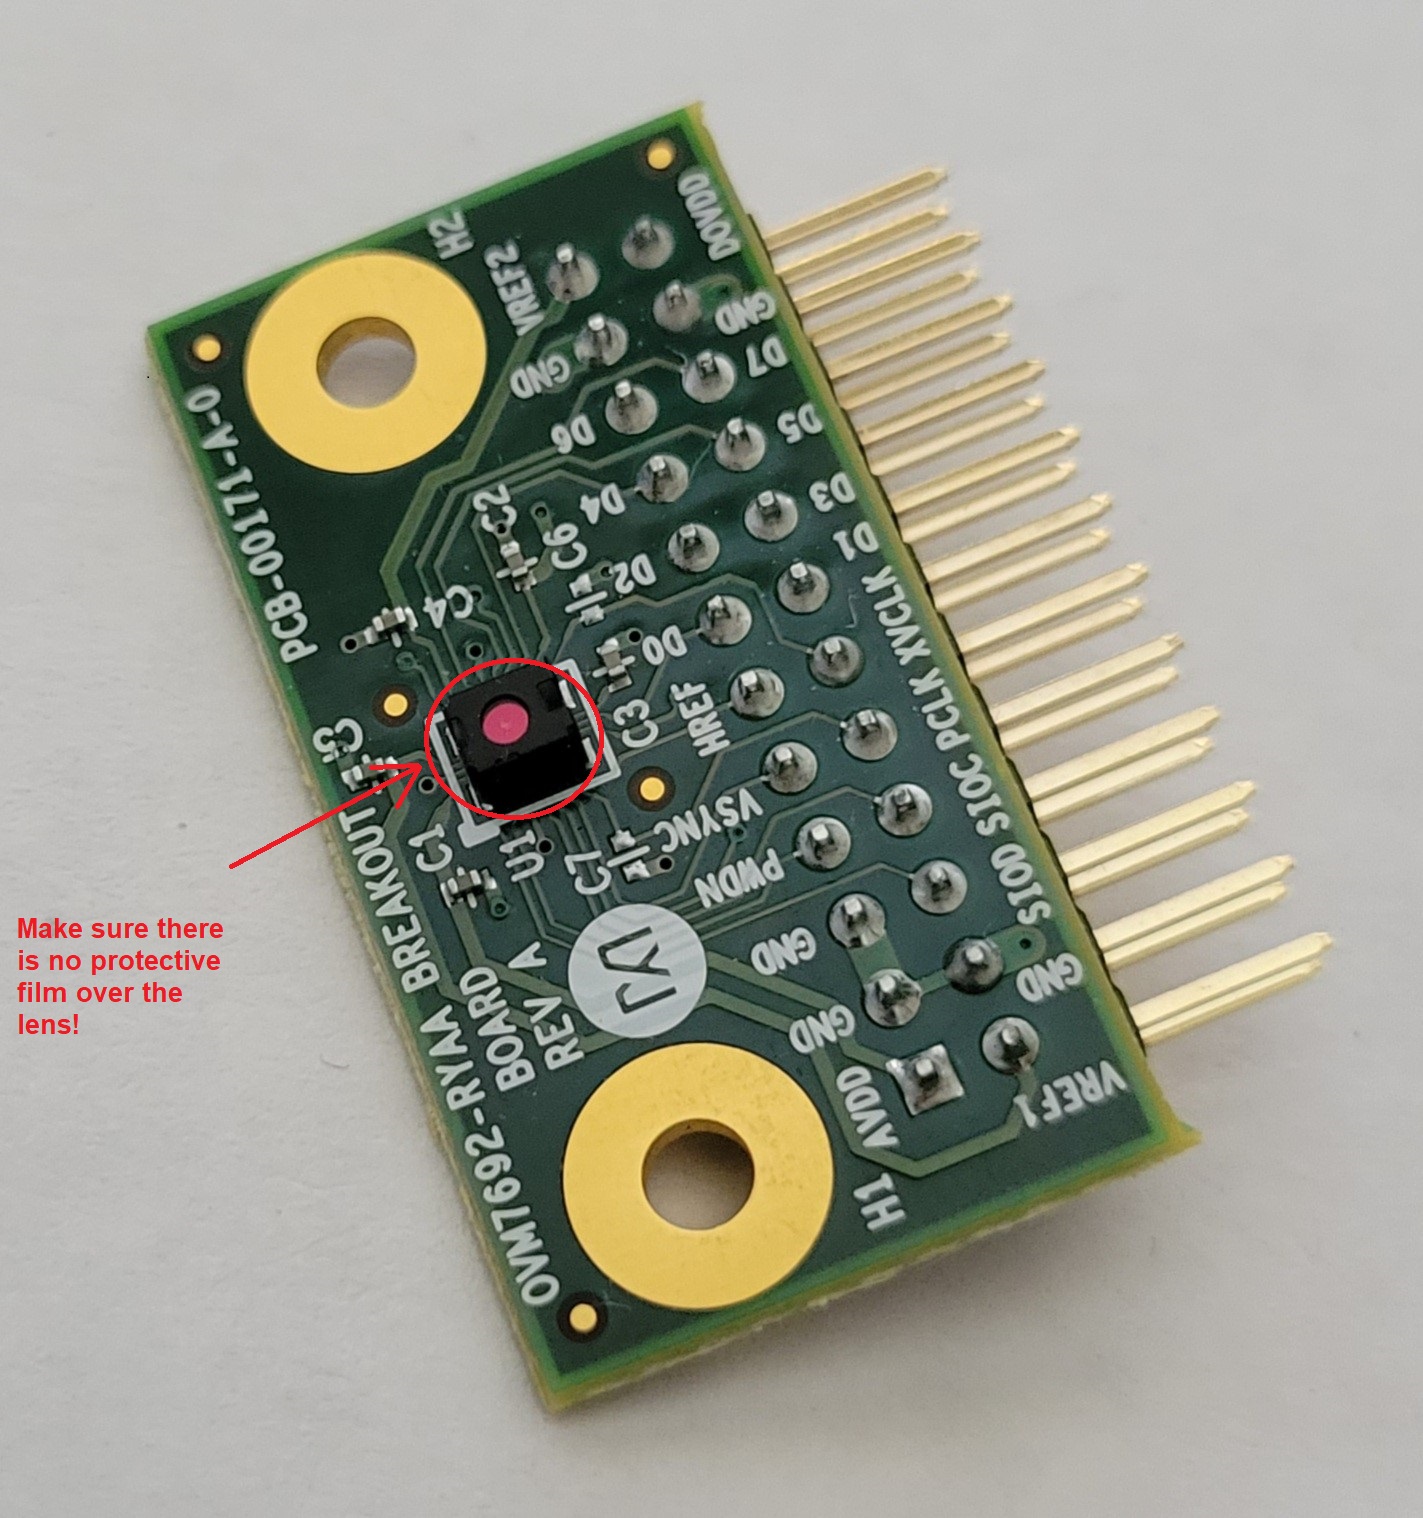 PCB-00171-A-0
H2
VREF2
DOVDD
GND
GND
D7
D6
D5
D4
D3
D2
D1
D0
XVCLK
HREF
PCLK
VSYNC
SIOC
PWDN
SIOD
GND
GND
GND
AVDD
VREF1
H1
C2
C6
C4
C3
C3
C1
U1
C7
OVM7692-RYAA BREAKOUT
BOARD
REV A
Make sure there
is no protective
film over the
lens!